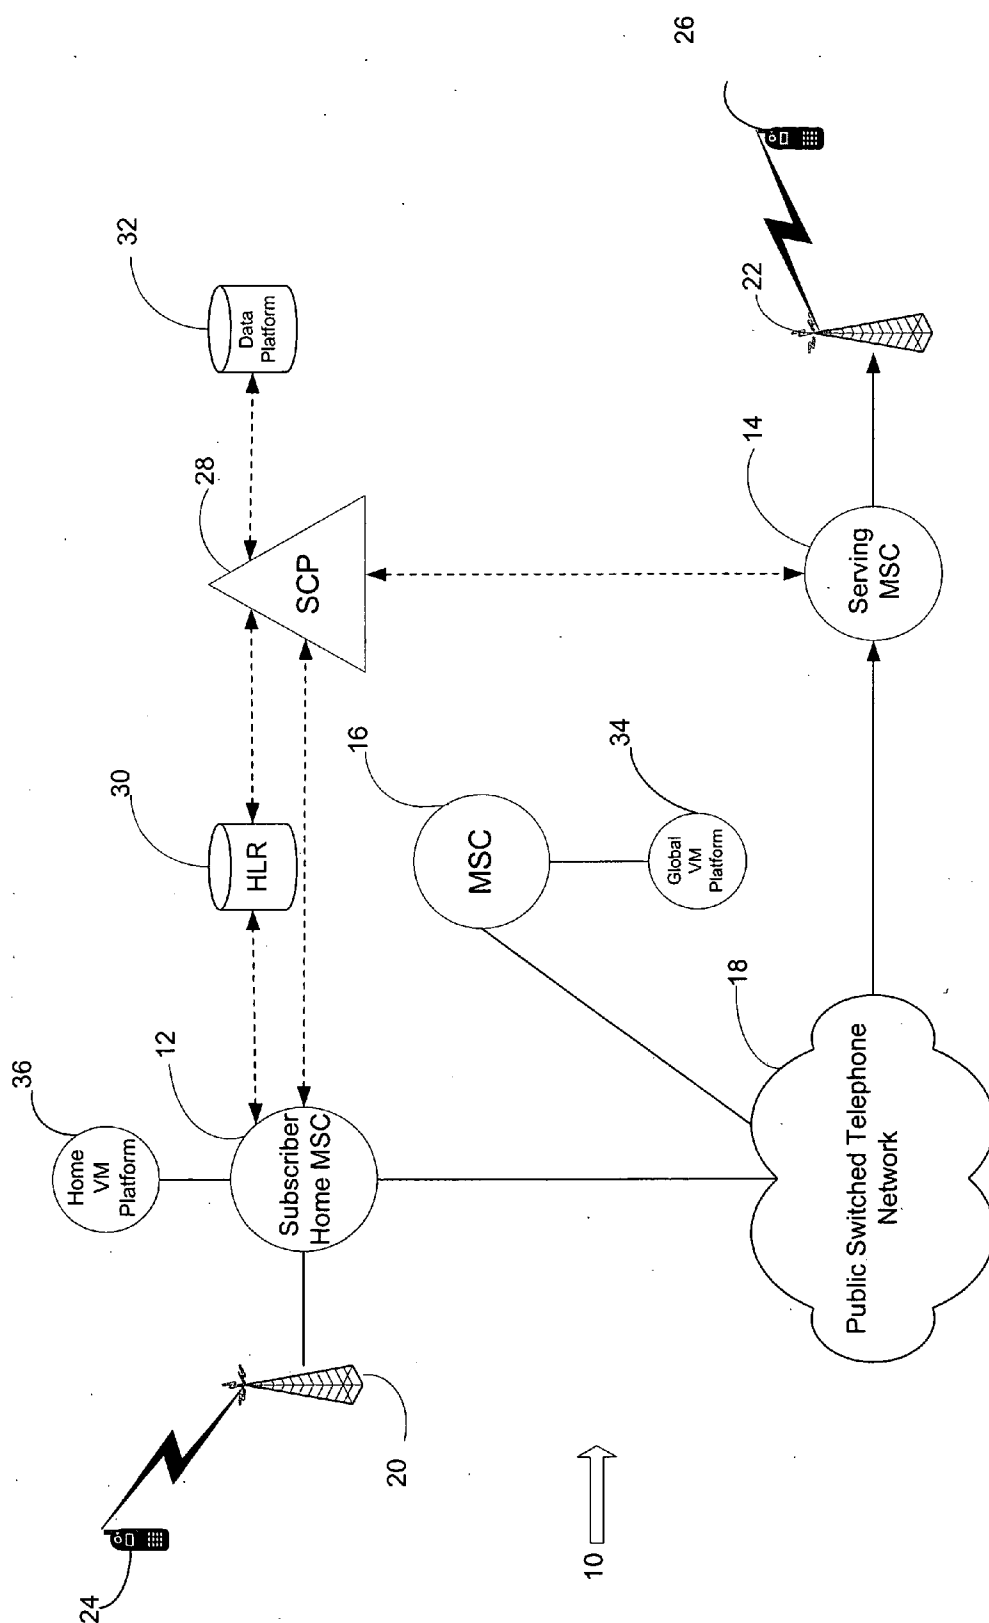 26
32
Data
Platform
22
28
SCP
14
Serving
MSC
30
HLR
16
MSC
34
Global
VM
Platform
36
Home
VM
Platform
12
Subscriber
Home MSC
18
Public Switched Telephone
Network
20
24
10